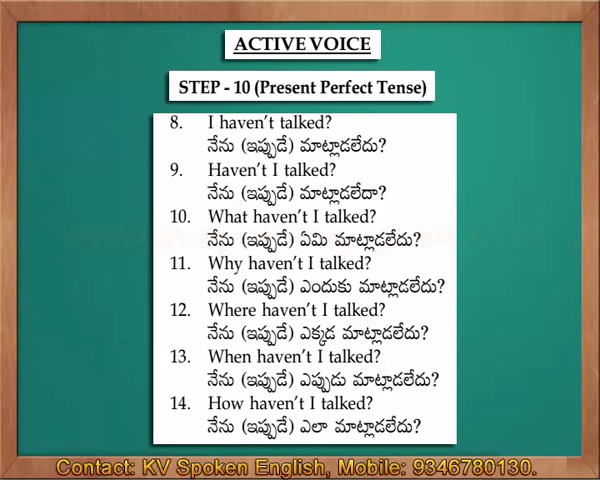 ACTIVE VOICE
STEP - 10 (Present Perfect Tense)
8. I haven't talked?
నేను (ఇప్పుడే) మాట్లాడలేదు?
9. Haven't I talked?
నేను (ఇప్పుడే) మాట్లాడలేదా?
10. What haven't I talked?
నేను (ఇప్పుడే) ఏమి మాట్లాడలేదు?
11. Why haven't I talked?
నేను (ఇప్పుడే) ఎందుకు మాట్లాడలేదు?
12. Where haven't I talked?
నేను (ఇప్పుడే) ఎక్కడ మాట్లాడలేదు?
13. When haven't I talked?
నేను (ఇప్పుడే) ఎప్పుడు మాట్లాడలేదు?
14. How haven't I talked?
నేను (ఇప్పుడే) ఎలా మాట్లాడలేదు?
Contact: KV Spoken English, Mobile: 9346780130.